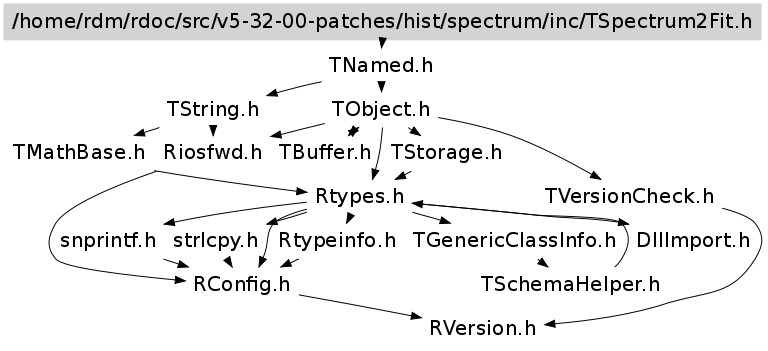 /home/rdm/rdoc/src/v5-32-00-patches/hist/spectrum/inc/TSpectrum2Fit.h
TNamed.h
TString.h
TObject.h
TMathBase.h
Riosfwd.h
TBuffer.h
TStorage.h
Rtypes.h
TVersionCheck.h
snprintf.h
strlcpy.h
Rtypeinfo.h
TGenericClassInfo.h
DllImport.h
RConfig.h
TSchemaHelper.h
RVersion.h